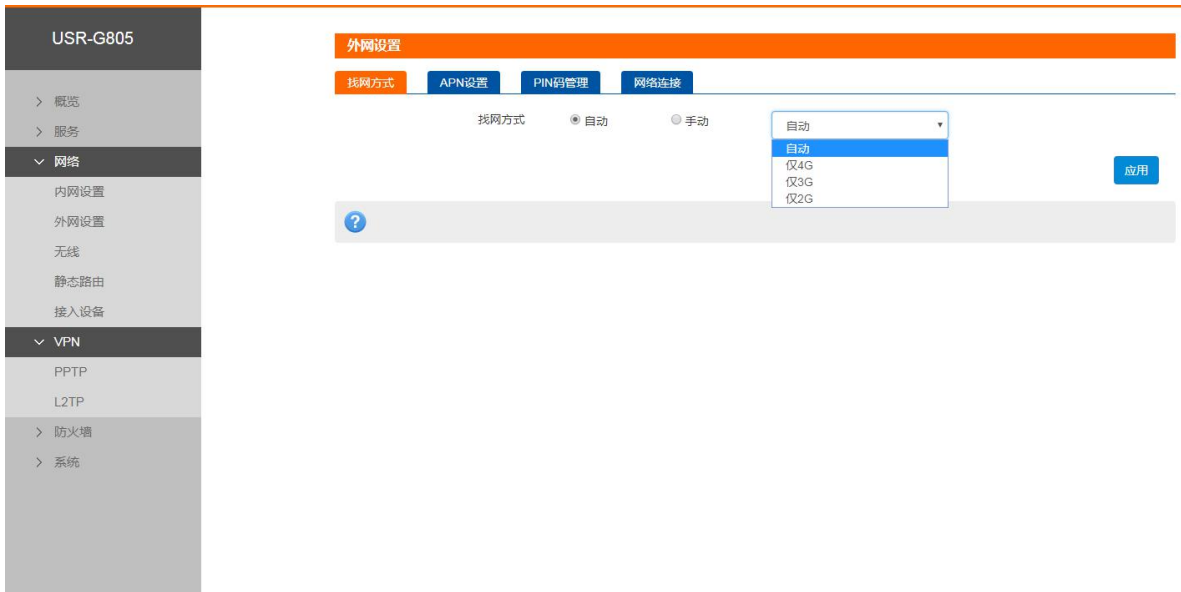 USR-G805
概览
服务
网络
内网设置
外网设置
无线
静态路由
接入设备
VPN
PPTP
L2TP
防火墙
系统
外网设置
找网方式 APN设置 PIN码管理 网络连接
找网方式 自动 手动 自动
自动
仅4G
仅3G
仅2G
应用
?